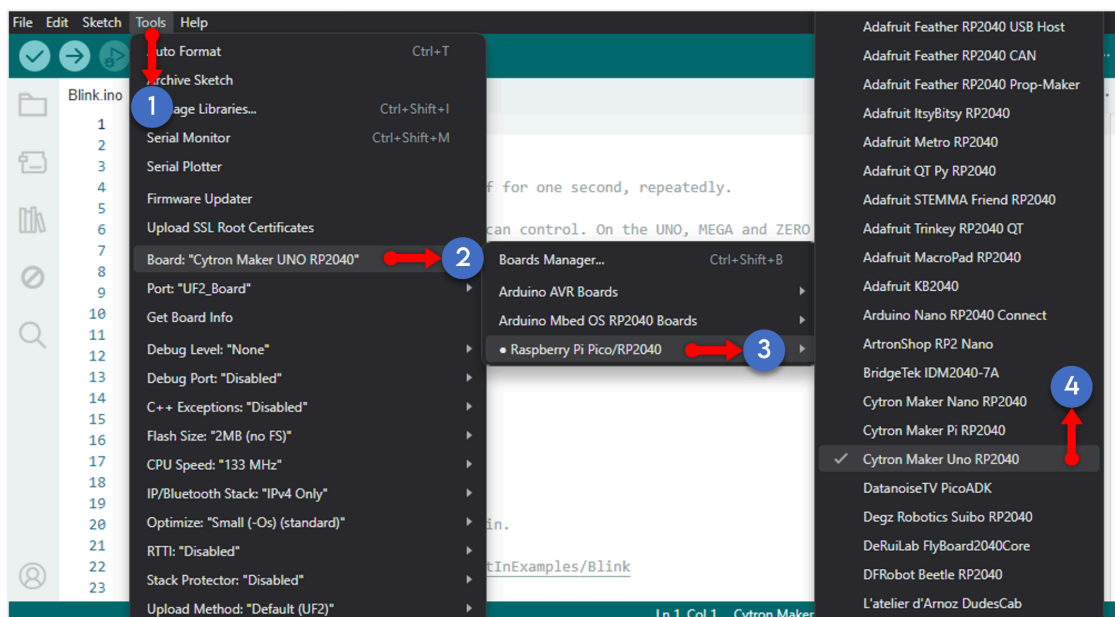 File Edit Sketch Tools Help
Auto Format Ctrl+T
Archive Sketch
Libraries... Ctrl+Shift+I
Serial Monitor Ctrl+Shift+M
Serial Plotter
Firmware Updater
Upload SSL Root Certificates
Board: "Cytron Maker UNO RP2040"
Port: "UF2_Board"
Get Board Info
Debug Level: "None"
Debug Port: "Disabled"
C++ Exceptions: "Disabled"
Flash Size: "2MB (no FS)"
CPU Speed: "133 MHz"
IP/Bluetooth Stack: "IPv4 Only"
Optimize: "Small (-Os) (standard)"
RTTI: "Disabled"
Stack Protector: "Disabled"
Upload Method: "Default (UF2)"
1
2
3
4
Blink.ino
1
2
3
4
5
6
7
8
9
10
11
12
13
14
15
16
17
18
19
20
21
22
23
for one second, repeatedly.
can control. On the UNO, MEGA and ZERO
in.
tInExamples/Blink
Boards Manager... Ctrl+Shift+B
Arduino AVR Boards
Arduino Mbed OS RP2040 Boards
● Raspberry Pi Pico/RP2040
Adafruit Feather RP2040 USB Host
Adafruit Feather RP2040 CAN
Adafruit Feather RP2040 Prop-Maker
Adafruit ItsyBitsy RP2040
Adafruit Metro RP2040
Adafruit QT Py RP2040
Adafruit STEMMA Friend RP2040
Adafruit Trinkey RP2040 QT
Adafruit MacroPad RP2040
Adafruit KB2040
Arduino Nano RP2040 Connect
ArtronShop RP2 Nano
BridgeTek IDM2040-7A
Cytron Maker Nano RP2040
Cytron Maker Pi RP2040
Cytron Maker Uno RP2040
DatanoiseTV PicoADK
Degz Robotics Suibo RP2040
DeRuiLab FlyBoard2040Core
DFRobot Beetle RP2040
L'atelier d'Arnoz DudesCab
Ln 1, Col 1 Cytron Maker